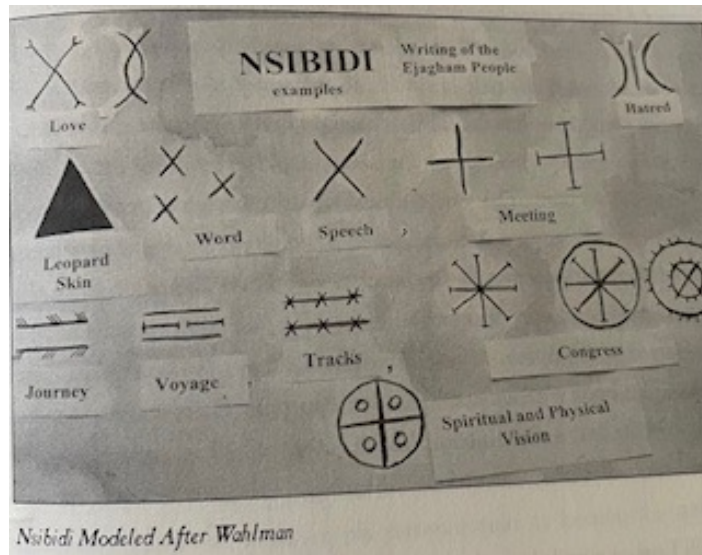 NSIBIDI
examples
Writing of the
Ejagham People
Love
Hatred
Leopard
Skin
Word
Speech
Meeting
Journey
Voyage
Tracks
Congress
Spiritual and Physical
Vision
Nsibidi Modeled After Wahlman